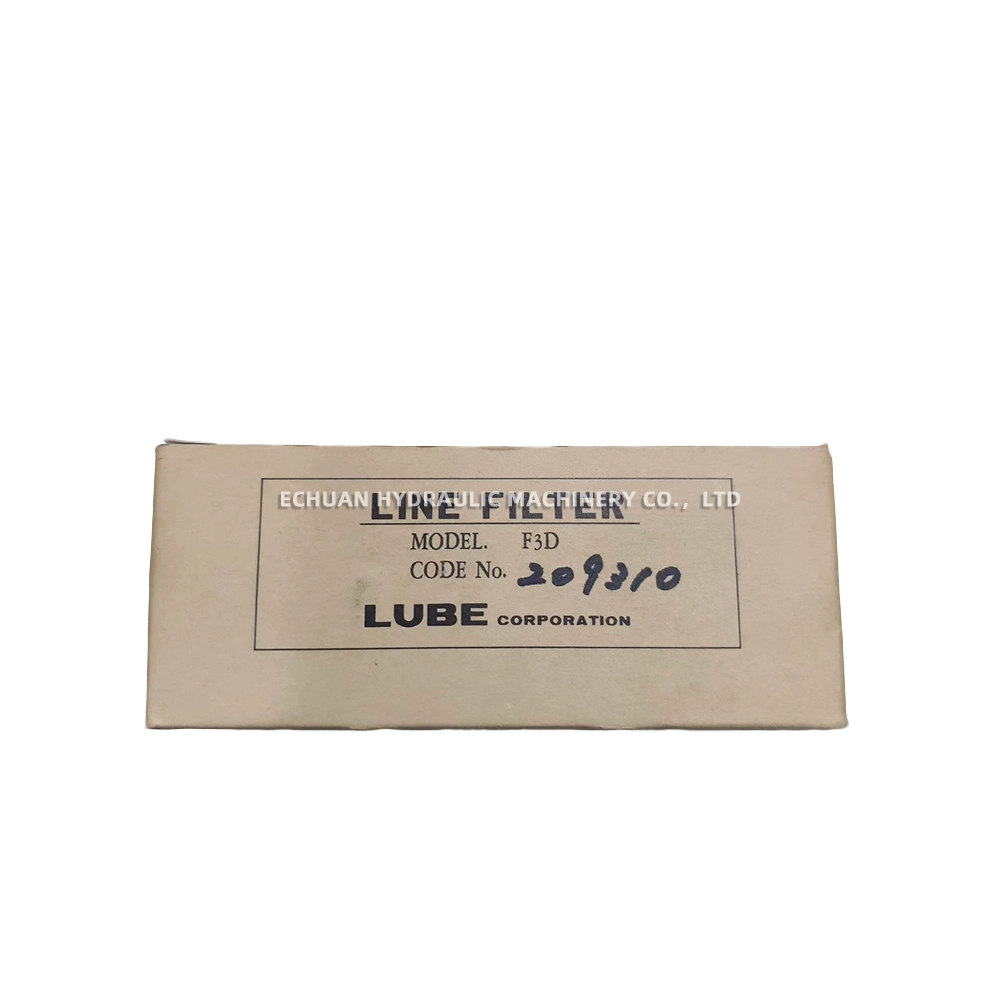 ECHUAN HYDRAULIC MACHINERY CO., LTD
LINE FILTER
MODEL. F3D
CODE No. 209310
LUBE CORPORATION